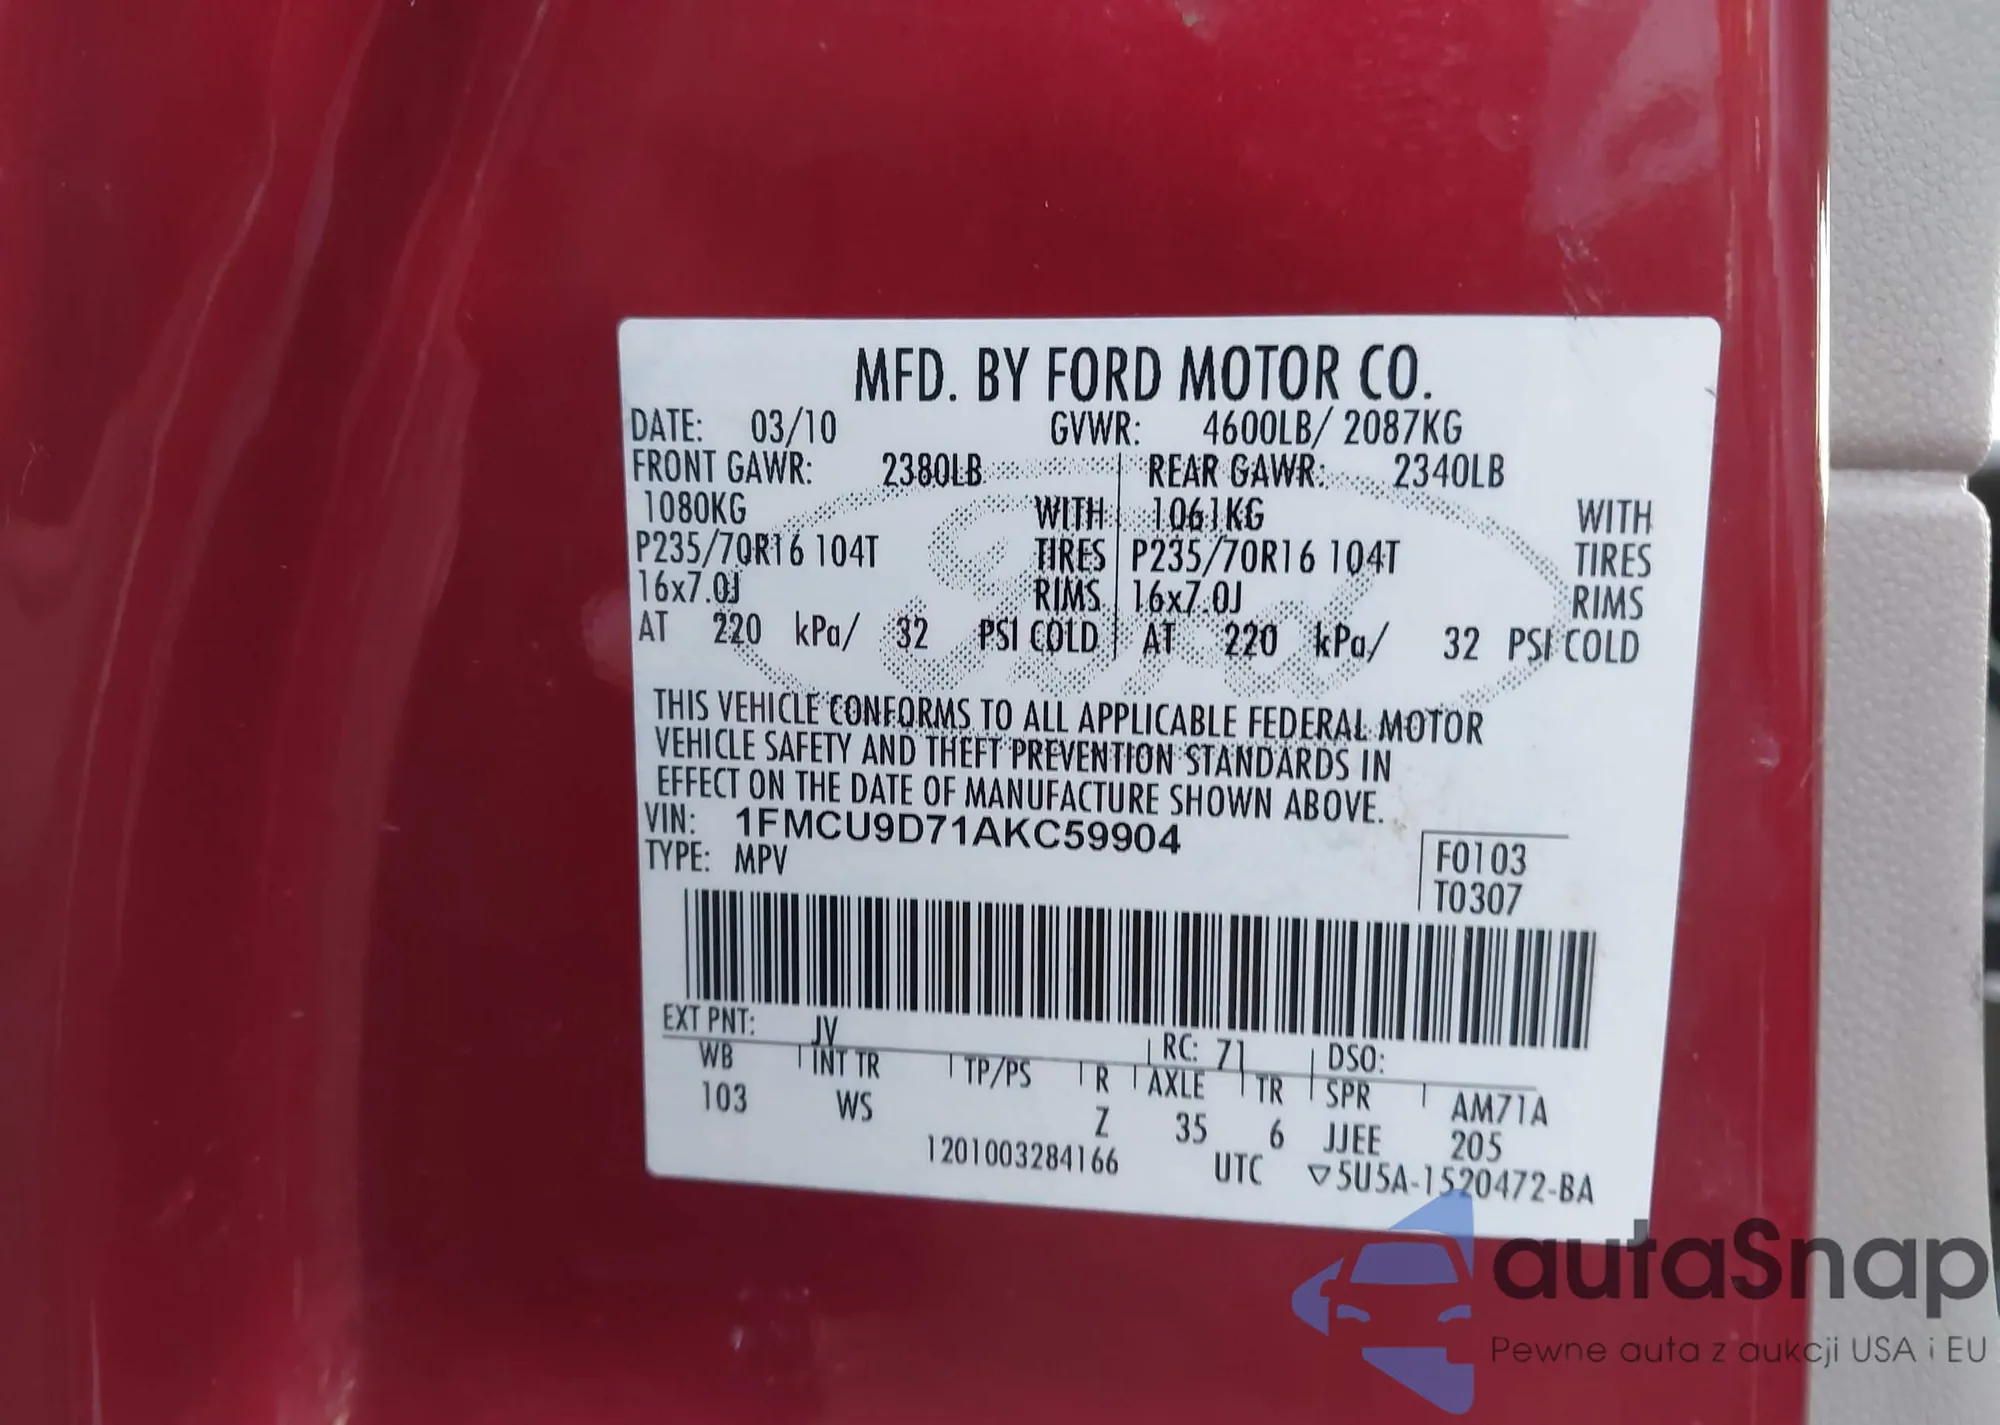 MFD. BY FORD MOTOR CO.
DATE: 03/10 GVWR: 4600LB/ 2087KG
FRONT GAWR: 2380LB REAR GAWR: 2340LB
1080KG WITH 1061KG WITH
P235/70R16 104T TIRES P235/70R16 104T TIRES
16x7.0J RIMS 16x7.0J RIMS
AT 220 kPa/ 32 PSI COLD AT 220 kPa/ 32 PSI COLD
THIS VEHICLE CONFORMS TO ALL APPLICABLE FEDERAL MOTOR
VEHICLE SAFETY AND THEFT PREVENTION STANDARDS IN
EFFECT ON THE DATE OF MANUFACTURE SHOWN ABOVE.
VIN: 1FMCU9D71AKC59904
TYPE: MPV
F0103
T0307
EXT PNT: JV RC: 71 DSO:
WB INT TR TP/PS R AXLE TR SPR AM71A
103 WS Z 35 6 JJEE 205
1201003284166 UTC ▽5U5A-1520472-BA
autaSnap
Pewne auta z aukcji USA i EU